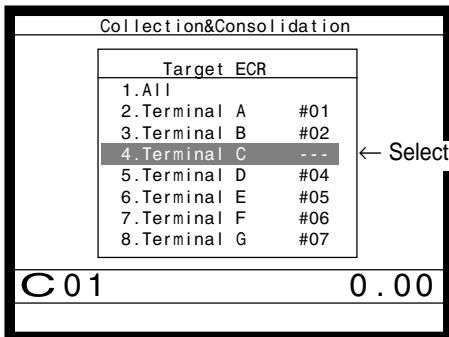 Collection&Consolidation
Target ECR
1.All
2.Terminal A #01
3.Terminal B #02
4.Terminal C --- ← Select
5.Terminal D #04
6.Terminal E #05
7.Terminal F #06
8.Terminal G #07
C01 0.00